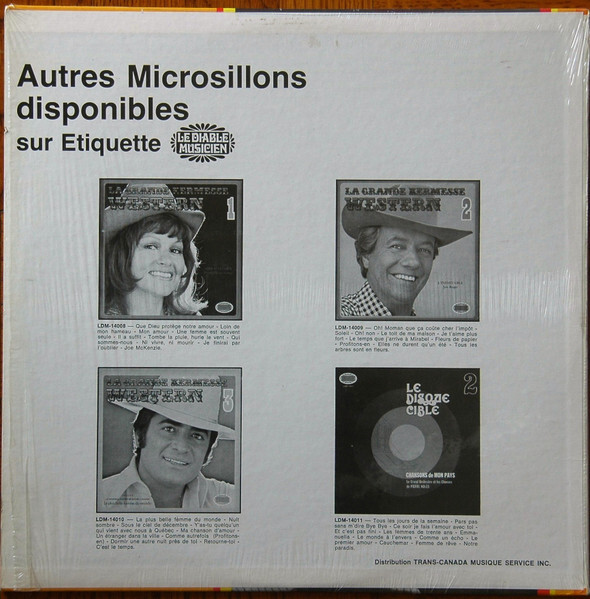 Autres Microsillons
disponibles
sur Etiquette LE DIABLE MUSICIEN
LA GRANDE KERMESSE
WESTERN 1
LDM-14008 — Que Dieu protège notre amour - Loin de
mon hameau - Mon amour - Une femme est souvent
seule - Il a suffit - Tombe la pluie, hurle le vent - Qui
sommes-nous - Ni vivre, ni mourir - Je finirai par
t'oublier - Joe McKenzie.
LA GRANDE KERMESSE
WESTERN 2
LDM-14009 — Oh! Maman que ça coûte cher l'impôt -
Soleil - Oh! non - Le toit de ma maison - Je t'aime plus
fort - Le temps que j'arrive à Mirabel - Fleurs de papier
- Profitons-en - Elles ne durent qu'un été - Tous les
arbres sont en fleurs.
LA GRANDE KERMESSE
WESTERN 3
LDM-14010 — La plus belle femme du monde - Nuit
sombre - Sous le ciel de décembre - Y'a-t-il quelqu'un
qui vient avec nous à Québec - Ma chanson d'amour -
Un étranger dans la ville - Comme autrefois (Profitons-
en) - Dormir une autre nuit près de toi - Retourne-toi -
C'est le temps.
LE
DISQUE
CIBLE
2
CHANSONS de MON PAYS
LDM-14011 — Tous les jours de la semaine - Pars pas
sans m'dire Bye Bye - Ce soir je fais l'amour avec toi -
Et c'est pas fini - Les femmes de trente ans - Emma-
nuella - Le monde à l'envers - Comme un écho - Le
premier amour - Cauchemar - Femme de rêve - Notre
paradis.
Distribution TRANS-CANADA MUSIQUE SERVICE INC.